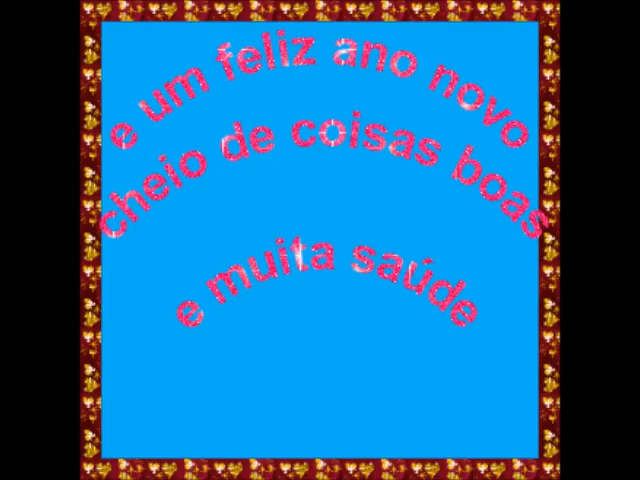 e um feliz ano novo
cheio de coisas boas
e muita saúde